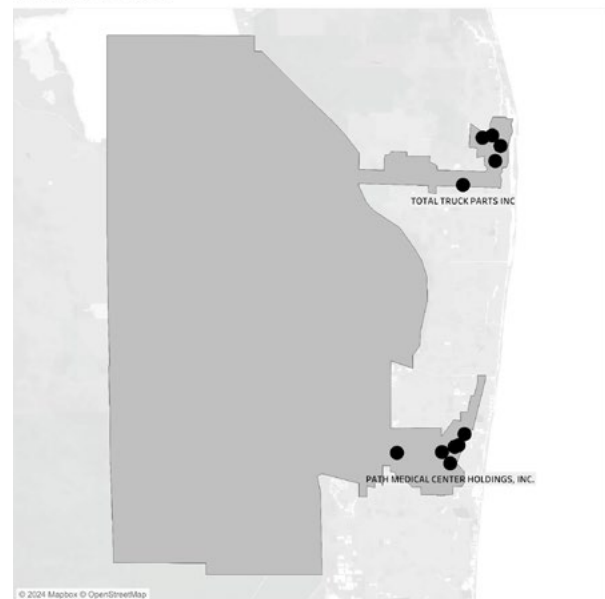 TOTAL TRUCK PARTS INC
PATH MEDICAL CENTER HOLDINGS, INC.
© 2024 Mapbox © OpenStreetMap